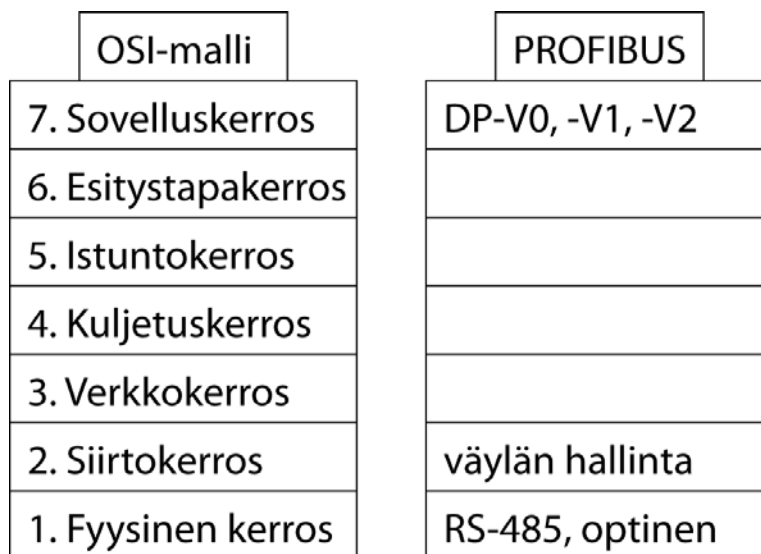 OSI-malli
7. Sovelluskerros
6. Esitystapakerros
5. Istuntokerros
4. Kuljetuskerros
3. Verkkokerros
2. Siirtokerros
1. Fyysinen kerros
PROFIBUS
DP-V0, -V1, -V2
väylän hallinta
RS-485, optinen